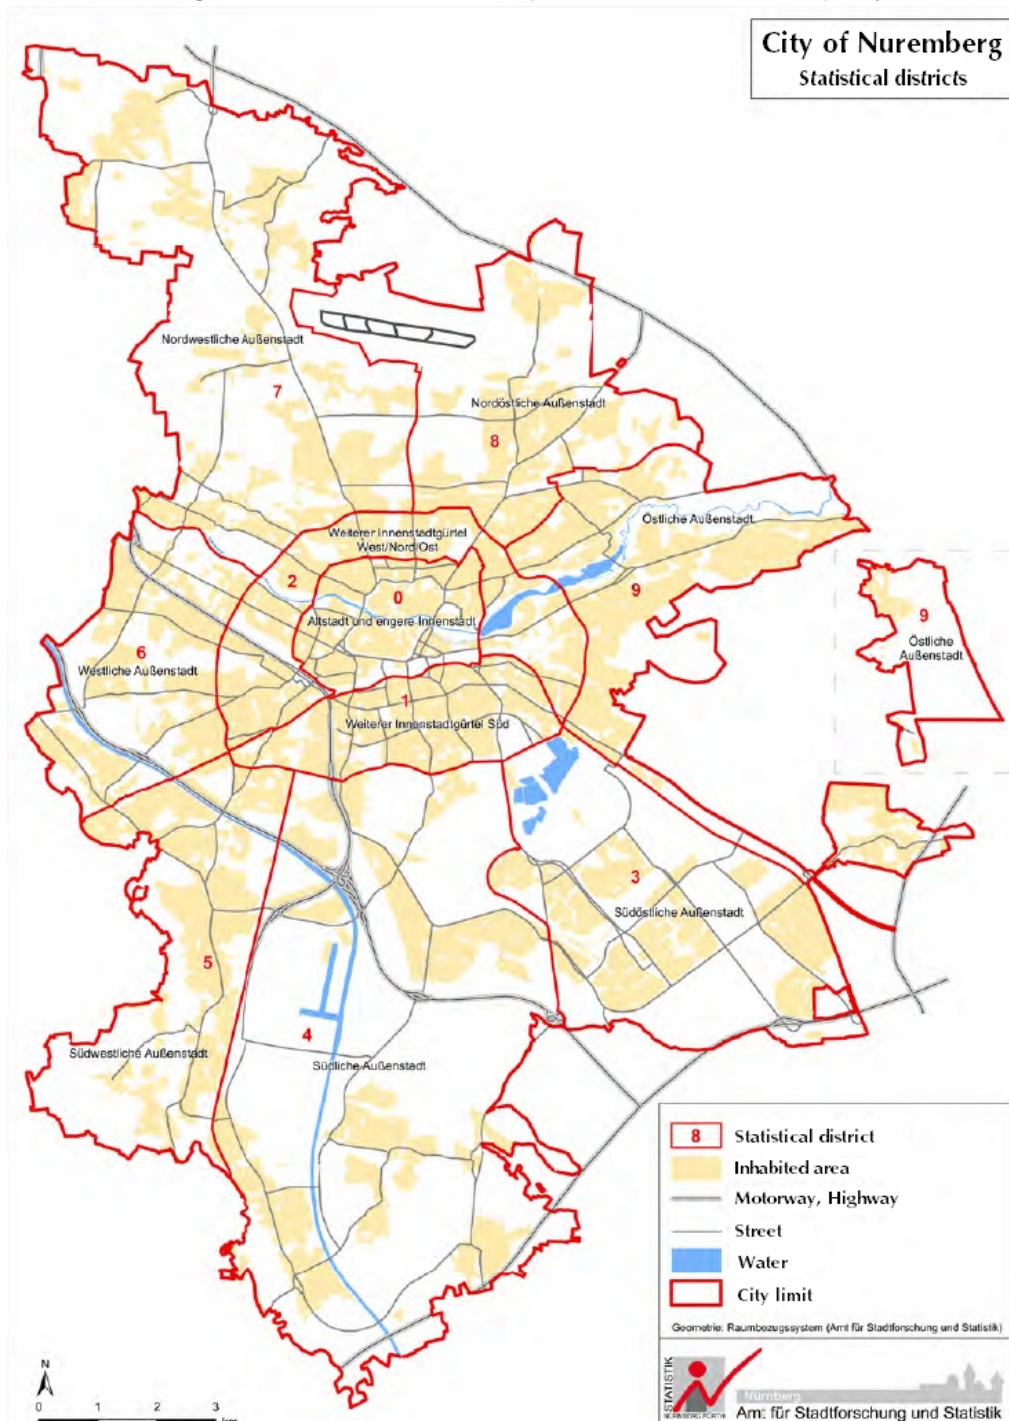 City of Nuremberg
Statistical districts
Nordwestliche Außenstadt
7
Nordöstliche Außenstadt
8
Östliche Außenstadt
Weiterer Innenstadtgürtel
West/Nord/Ost
2
0
9
Altstadt und engere Innenstadt
9
Östliche
Außenstadt
6
Westliche Außenstadt
1
Weiterer Innenstadtgürtel Süd
3
Südöstliche Außenstadt
5
4
Südwestliche Außenstadt
Südliche Außenstadt
8 Statistical district
Inhabited area
Motorway, Highway
Street
Water
City limit
Geometrie: Raumbezugssystem (Amt für Stadtforschung und Statistik)
N
0 1 2 3
km
STATISTIK
NÜRNBERG FÜRTH
Nürnberg
Amt für Stadtforschung und Statistik